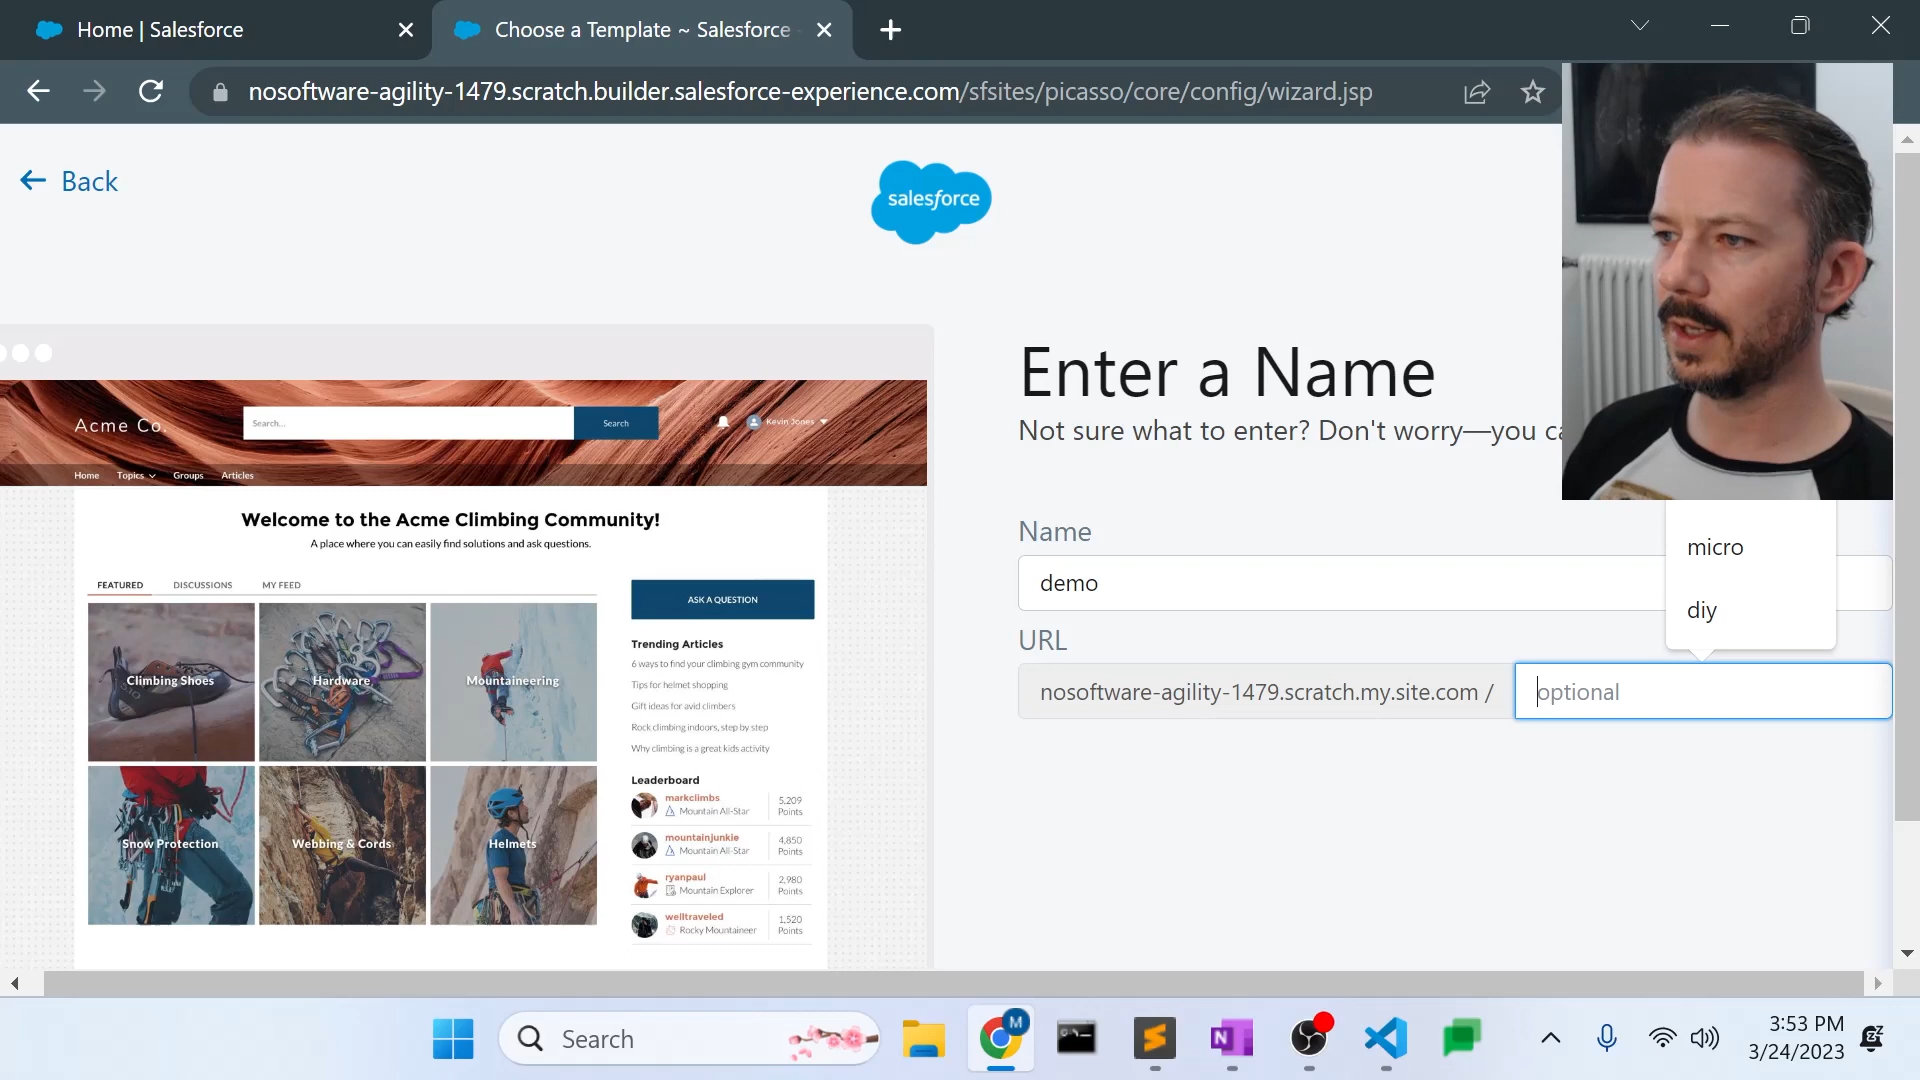 Home | Salesforce
Choose a Template ~ Salesforce
nosoftware-agility-1479.scratch.builder.salesforce-experience.com/sfsites/picasso/core/config/wizard.jsp
Back
salesforce
Acme Co.
Search...
Search
Kevin Jones
Home
Topics
Groups
Articles
Welcome to the Acme Climbing Community!
A place where you can easily find solutions and ask questions.
FEATURED
DISCUSSIONS
MY FEED
Climbing Shoes
Hardware
Mountaineering
Snow Protection
Webbing & Cords
Helmets
ASK A QUESTION
Trending Articles
6 ways to find your climbing gym community
Tips for helmet shopping
Gift ideas for avid climbers
Rock climbing indoors, step by step
Why climbing is a great kids activity
Leaderboard
markclimbs
Mountain All-Star
5,209
Points
mountainjunkie
Mountain All-Star
4,850
Points
ryanpaul
Mountain Explorer
2,980
Points
welltraveled
Rocky Mountaineer
1,520
Points
Enter a Name
Not sure what to enter? Don't worry—you ca
Name
demo
micro
diy
URL
nosoftware-agility-1479.scratch.my.site.com /
optional
Search
M
3:53 PM
3/24/2023